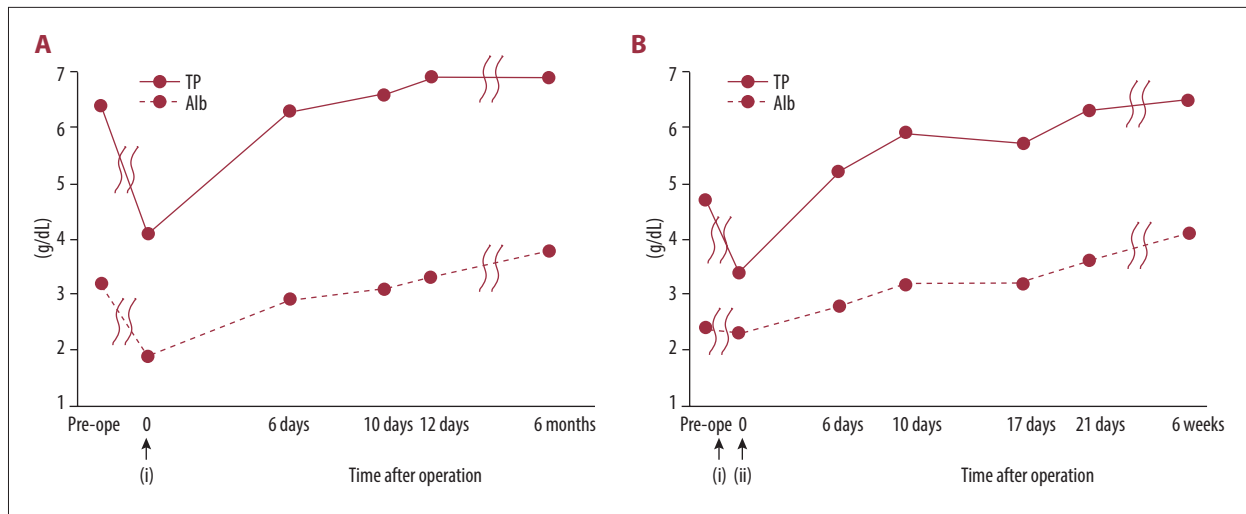 A
7
6
5
4
3
2
1
(g/dL)
TP
Alb
Pre-ope 0 6 days 10 days 12 days 6 months
(i) Time after operation
B
7
6
5
4
3
2
1
(g/dL)
TP
Alb
Pre-ope 0 6 days 10 days 17 days 21 days 6 weeks
(i) (ii) Time after operation